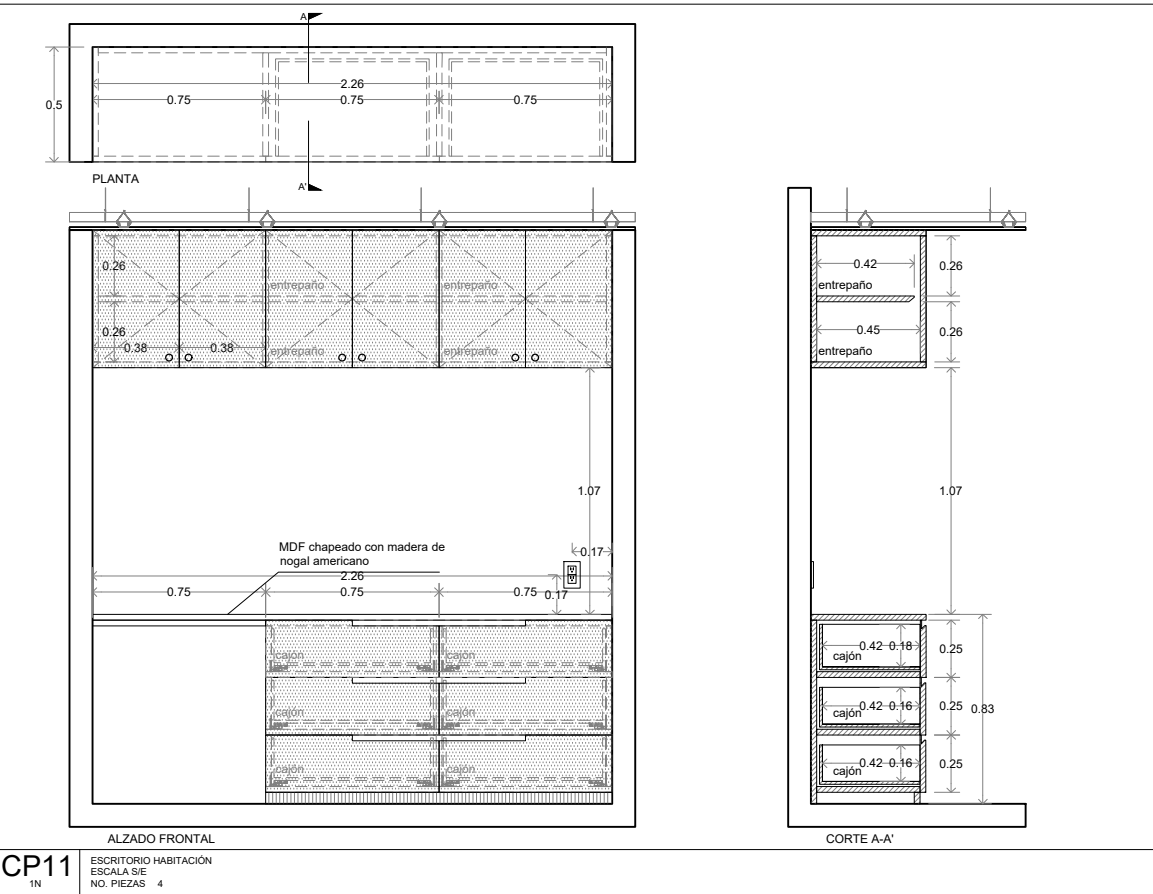 A
2.26
0.5
0.75
0.75
0.75
PLANTA
A'
0.26
entrepaño
entrepaño
0.26
0.38
0.38
entrepaño
entrepaño
1.07
MDF chapeado con madera de
nogal americano
0.17
2.26
0.75
0.75
0.75
0.17
cajón
cajón
cajón
cajón
cajón
cajón
ALZADO FRONTAL
0.42
0.26
entrepaño
0.45
0.26
entrepaño
1.07
0.42
0.18
0.25
cajón
0.42
0.16
0.25
0.83
cajón
0.42
0.16
0.25
cajón
CORTE A-A'
CP11
1N
ESCRITORIO HABITACIÓN
ESCALA S/E
NO. PIEZAS 4